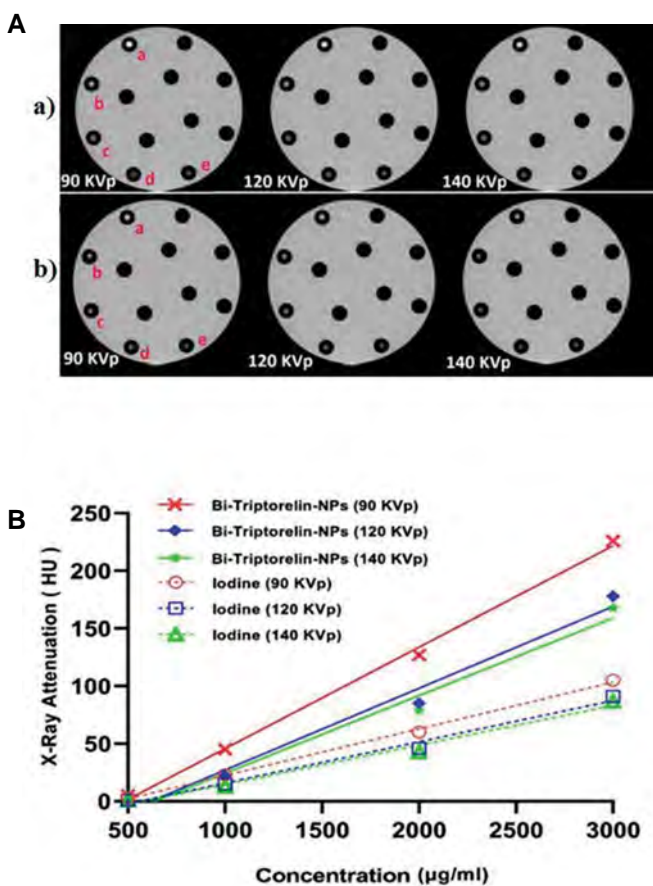 A
a)
a
b
c
d
e
90 KVp
120 KVp
140 KVp
b)
a
b
c
d
e
90 KVp
120 KVp
140 KVp
B
Bi-Triptorelin-NPs (90 KVp)
Bi-Triptorelin-NPs (120 KVp)
Bi-Triptorelin-NPs (140 KVp)
Iodine (90 KVp)
Iodine (120 KVp)
Iodine (140 KVp)
X-Ray Attenuation ( HU )
250
200
150
100
50
0
500 1000 1500 2000 2500 3000
Concentration (µg/ml)